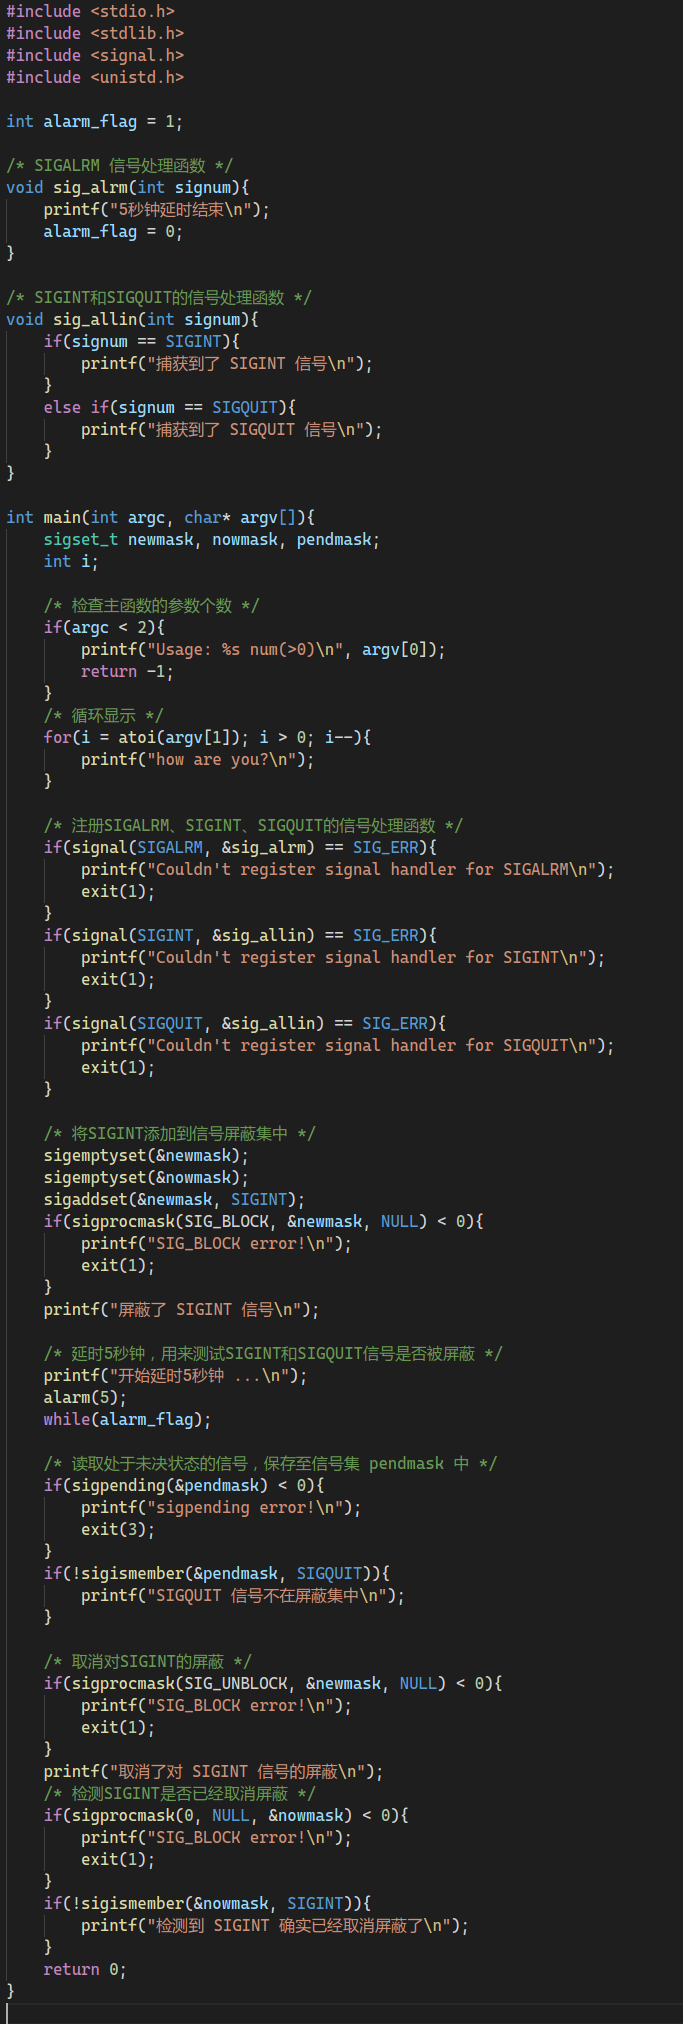 #include <stdio.h>
#include <stdlib.h>
#include <signal.h>
#include <unistd.h>

int alarm_flag = 1;

/* SIGALRM 信号处理函数 */
void sig_alrm(int signum){
    printf("5秒钟延时结束\n");
    alarm_flag = 0;
}

/* SIGINT和SIGQUIT的信号处理函数 */
void sig_allin(int signum){
    if(signum == SIGINT){
        printf("捕获到了 SIGINT 信号\n");
    }
    else if(signum == SIGQUIT){
        printf("捕获到了 SIGQUIT 信号\n");
    }
}

int main(int argc, char* argv[]){
    sigset_t newmask, nowmask, pendmask;
    int i;

    /* 检查主函数的参数个数 */
    if(argc < 2){
        printf("Usage: %s num(>0)\n", argv[0]);
        return -1;
    }
    /* 循环显示 */
    for(i = atoi(argv[1]); i > 0; i--){
        printf("how are you?\n");
    }

    /* 注册SIGALRM、SIGINT、SIGQUIT的信号处理函数 */
    if(signal(SIGALRM, &sig_alrm) == SIG_ERR){
        printf("Couldn't register signal handler for SIGALRM\n");
        exit(1);
    }
    if(signal(SIGINT, &sig_allin) == SIG_ERR){
        printf("Couldn't register signal handler for SIGINT\n");
        exit(1);
    }
    if(signal(SIGQUIT, &sig_allin) == SIG_ERR){
        printf("Couldn't register signal handler for SIGQUIT\n");
        exit(1);
    }

    /* 将SIGINT添加到信号屏蔽集中 */
    sigemptyset(&newmask);
    sigemptyset(&nowmask);
    sigaddset(&newmask, SIGINT);
    if(sigprocmask(SIG_BLOCK, &newmask, NULL) < 0){
        printf("SIG_BLOCK error!\n");
        exit(1);
    }
    printf("屏蔽了 SIGINT 信号\n");

    /* 延时5秒钟，用来测试SIGINT和SIGQUIT信号是否被屏蔽 */
    printf("开始延时5秒钟 ...\n");
    alarm(5);
    while(alarm_flag);

    /* 读取处于未决状态的信号，保存至信号集 pendmask 中 */
    if(sigpending(&pendmask) < 0){
        printf("sigpending error!\n");
        exit(3);
    }
    if(!sigismember(&pendmask, SIGQUIT)){
        printf("SIGQUIT 信号不在屏蔽集中\n");
    }

    /* 取消对SIGINT的屏蔽 */
    if(sigprocmask(SIG_UNBLOCK, &newmask, NULL) < 0){
        printf("SIG_BLOCK error!\n");
        exit(1);
    }
    printf("取消了对 SIGINT 信号的屏蔽\n");
    /* 检测SIGINT是否已经取消屏蔽 */
    if(sigprocmask(0, NULL, &nowmask) < 0){
        printf("SIG_BLOCK error!\n");
        exit(1);
    }
    if(!sigismember(&nowmask, SIGINT)){
        printf("检测到 SIGINT 确实已经取消屏蔽了\n");
    }
    return 0;
}